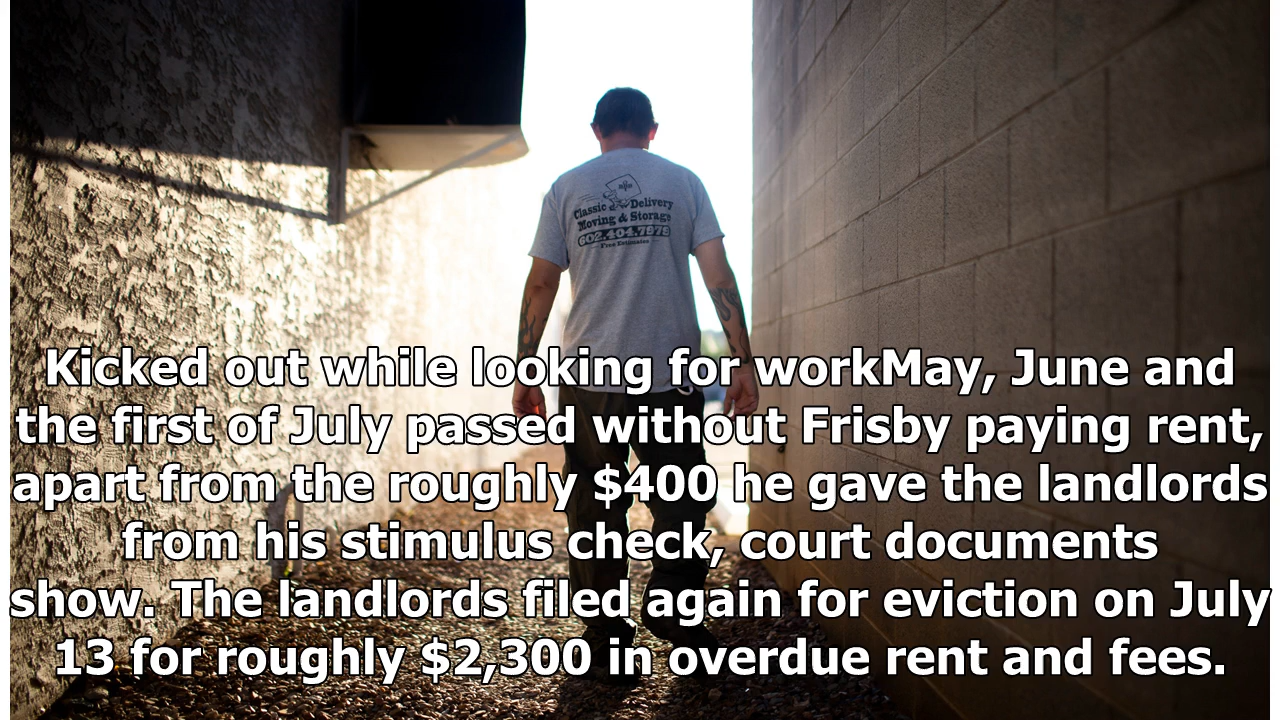 Classic & Delivery
Moving & Storage
602.404.7979
Free Estimates
Kicked out while looking for workMay, June and
the first of July passed without Frisby paying rent,
apart from the roughly $400 he gave the landlords
from his stimulus check, court documents
show. The landlords filed again for eviction on July
13 for roughly $2,300 in overdue rent and fees.